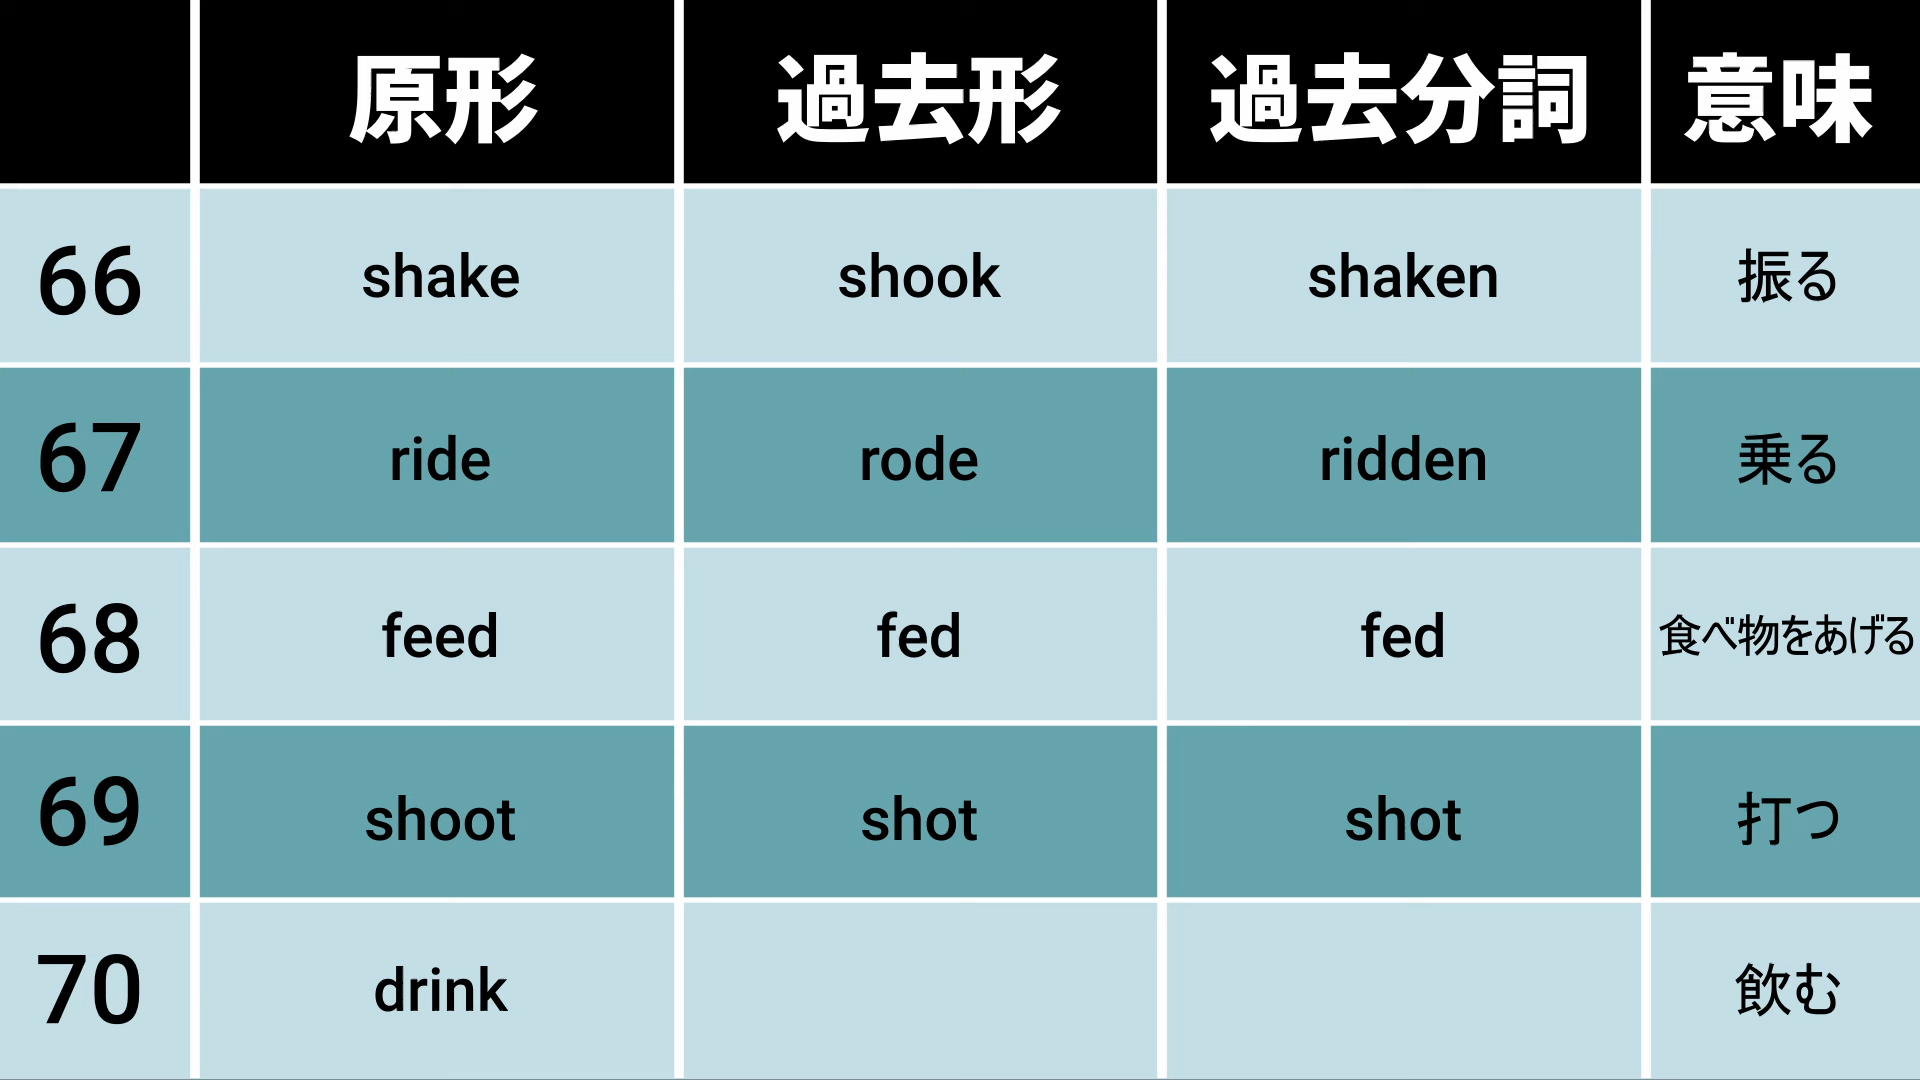 原形 過去形 過去分詞 意味
66 shake shook shaken 振る
67 ride rode ridden 乗る
68 feed fed fed 食べ物をあげる
69 shoot shot shot 打つ
70 drink 飲む